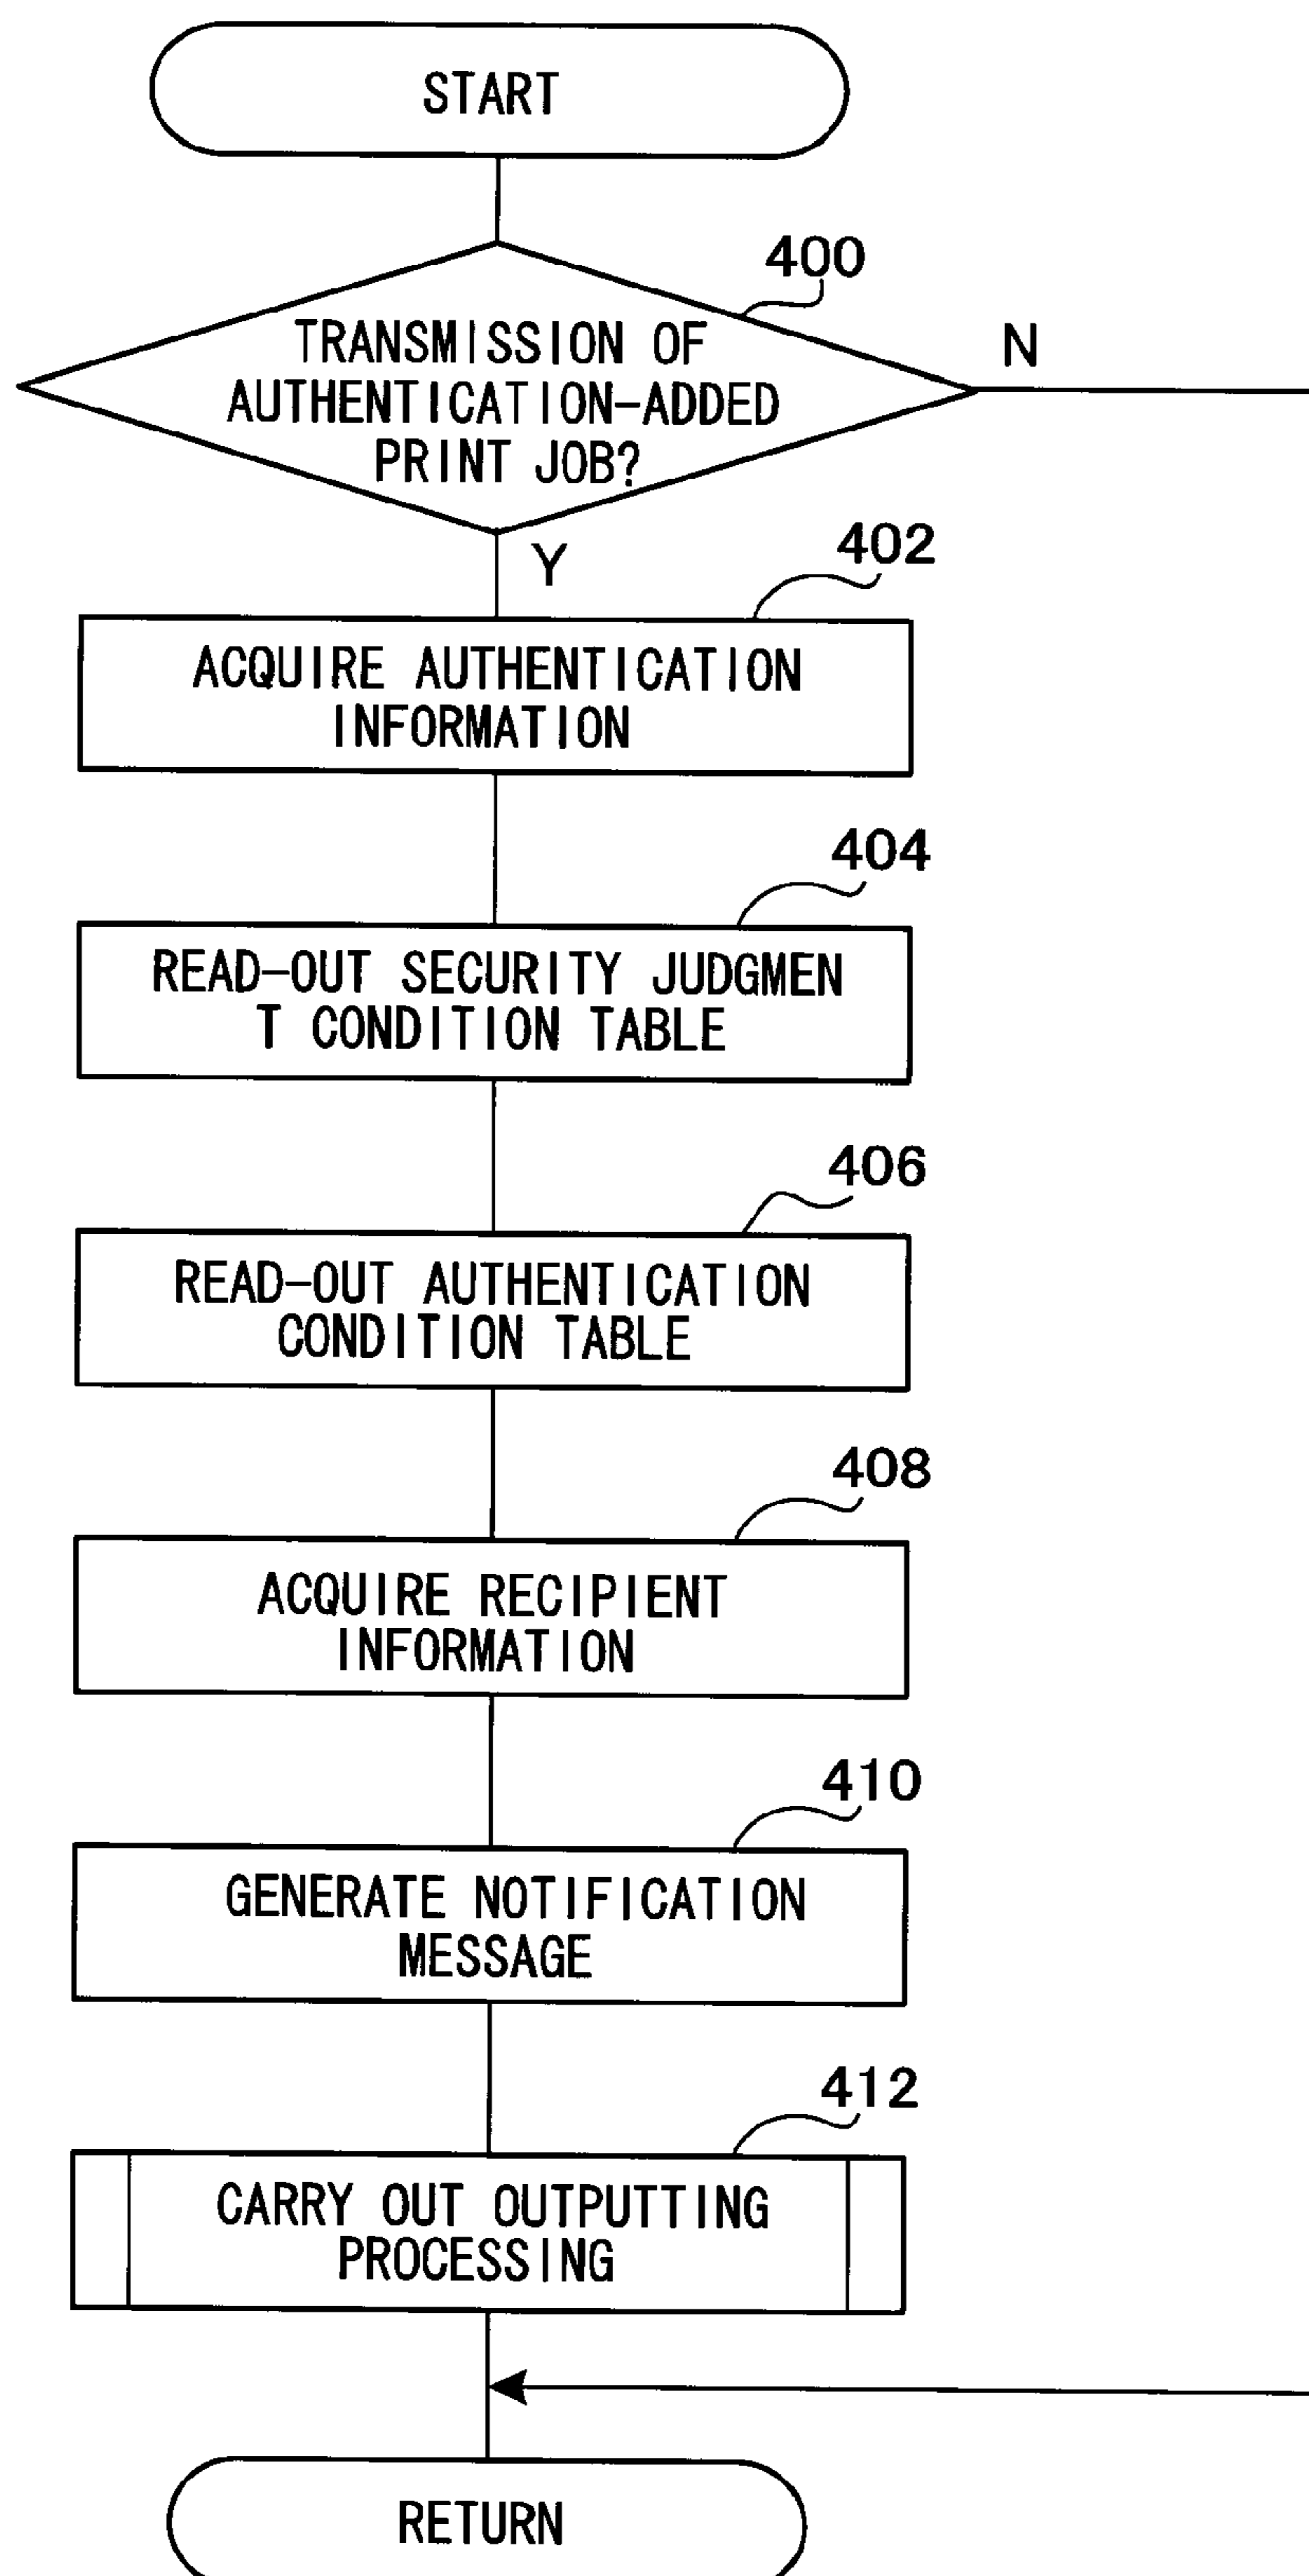 START
400
TRANSMISSION OF
AUTHENTICATION-ADDED
PRINT JOB?
N
Y
402
ACQUIRE AUTHENTICATION
INFORMATION
404
READ-OUT SECURITY JUDGMEN
T CONDITION TABLE
406
READ-OUT AUTHENTICATION
CONDITION TABLE
408
ACQUIRE RECIPIENT
INFORMATION
410
GENERATE NOTIFICATION
MESSAGE
412
CARRY OUT OUTPUTTING
PROCESSING
RETURN